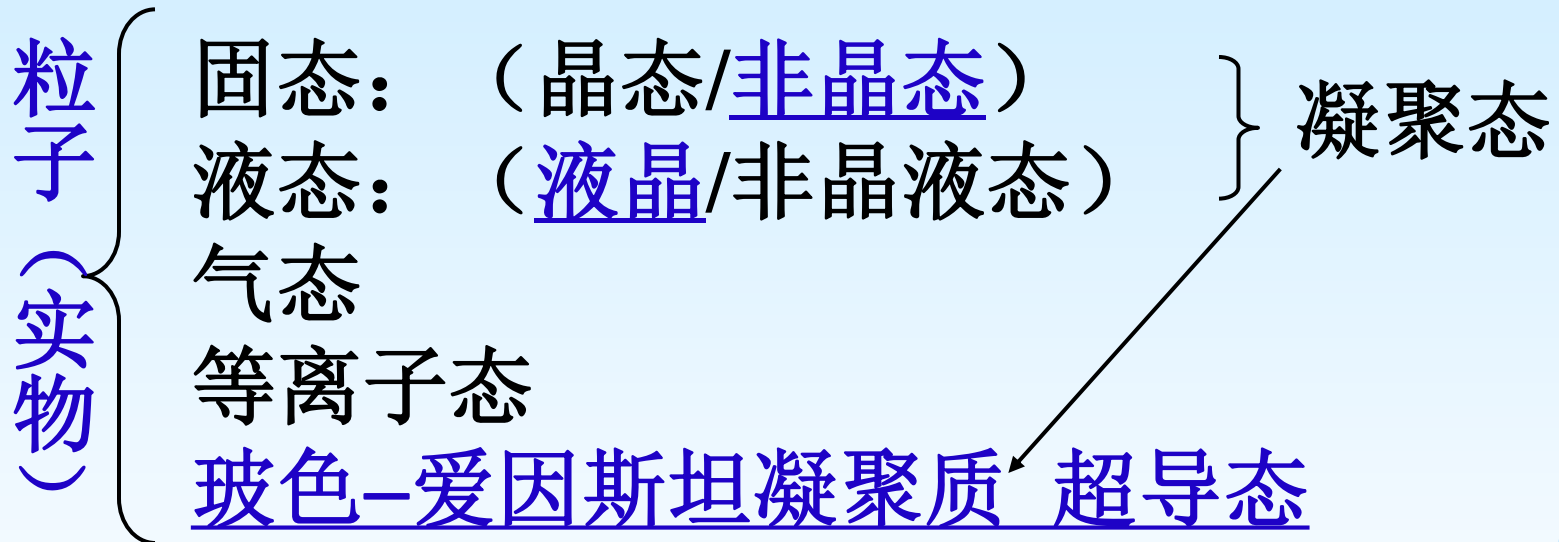 粒子（实物）
固态：（晶态/非晶态）
液态：（液晶/非晶液态）
凝聚态
气态
等离子态
玻色–爱因斯坦凝聚质 超导态